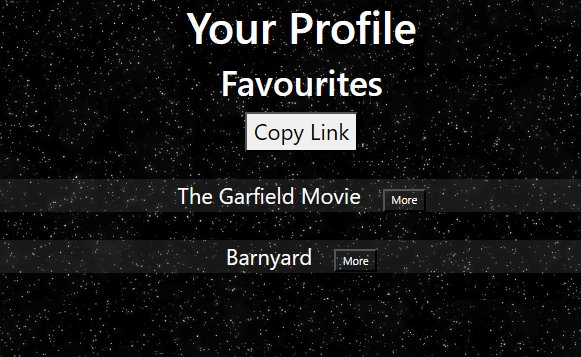 Your Profile
Favourites
Copy Link
The Garfield Movie More
Barnyard More